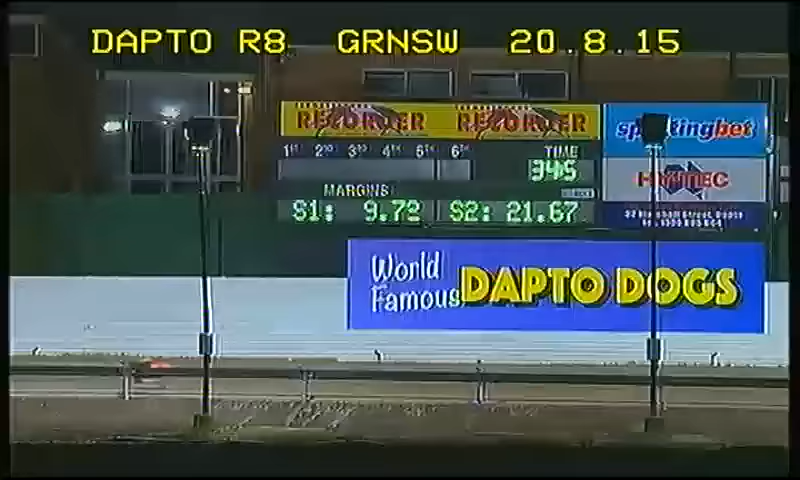 DAPTO R8 GRNSW 20.8.15
RECORDER RECORDER
sportingbet
1ST 2ND 3RD 4TH 5TH 6TH TIME
345
HYTEC
MARGINS
S1: 9.72 S2: 21.67
World
Famous DAPTO DOGS